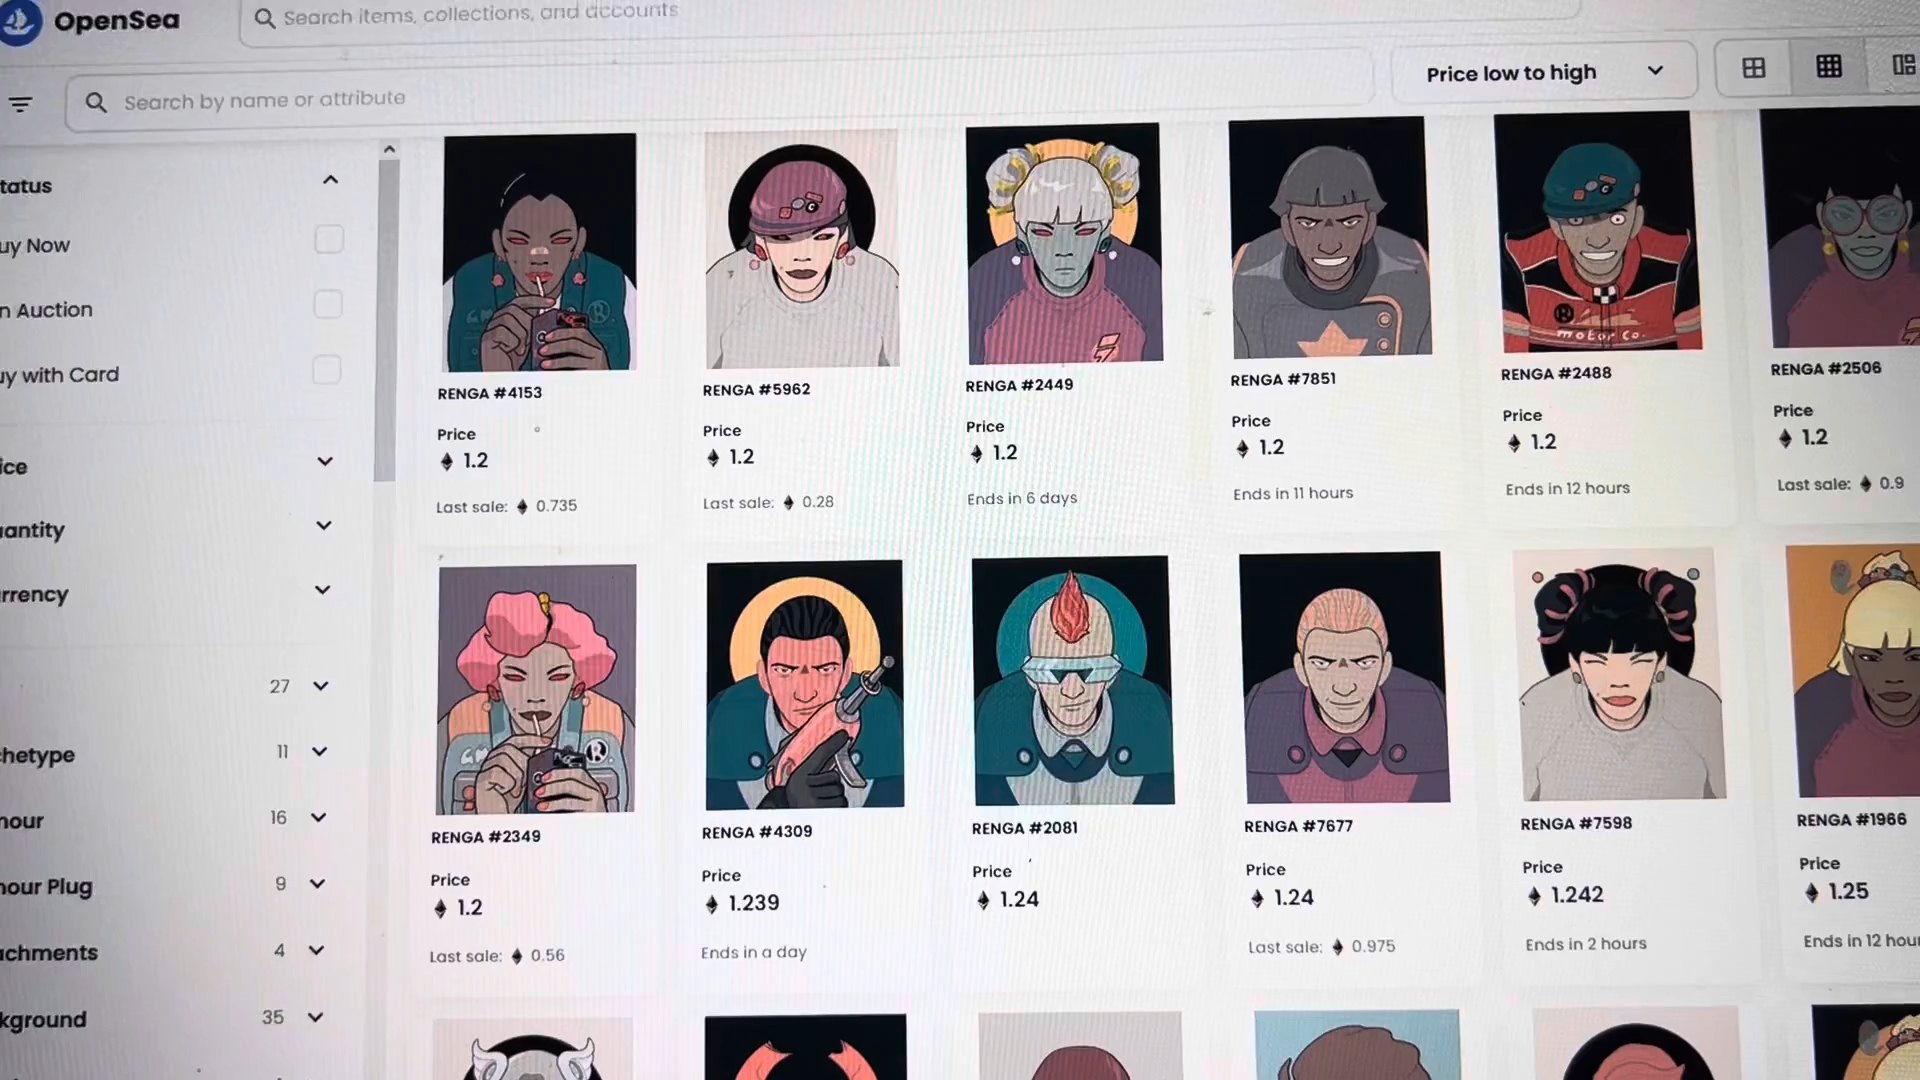 OpenSea
Search items, collections, and accounts
Search by name or attribute
Price low to high
tatus
uy Now
n Auction
uy with Card
ice
uantity
rrency
27
hetype 11
nour 16
nour Plug 9
achments 4
kground 35
RENGA #4153
Price
1.2
Last sale: 0.735
RENGA #5962
Price
1.2
Last sale: 0.28
RENGA #2449
Price
1.2
Ends in 6 days
RENGA #7851
Price
1.2
Ends in 11 hours
motor co.
RENGA #2488
Price
1.2
Ends in 12 hours
RENGA #2506
Price
1.2
Last sale: 0.9
R
RENGA #2349
Price
1.2
Last sale: 0.56
RENGA #4309
Price
1.239
Ends in a day
RENGA #2081
Price
1.24
RENGA #7677
Price
1.24
Last sale: 0.975
RENGA #7598
Price
1.242
Ends in 2 hours
RENGA #1966
Price
1.25
Ends in 12 hou